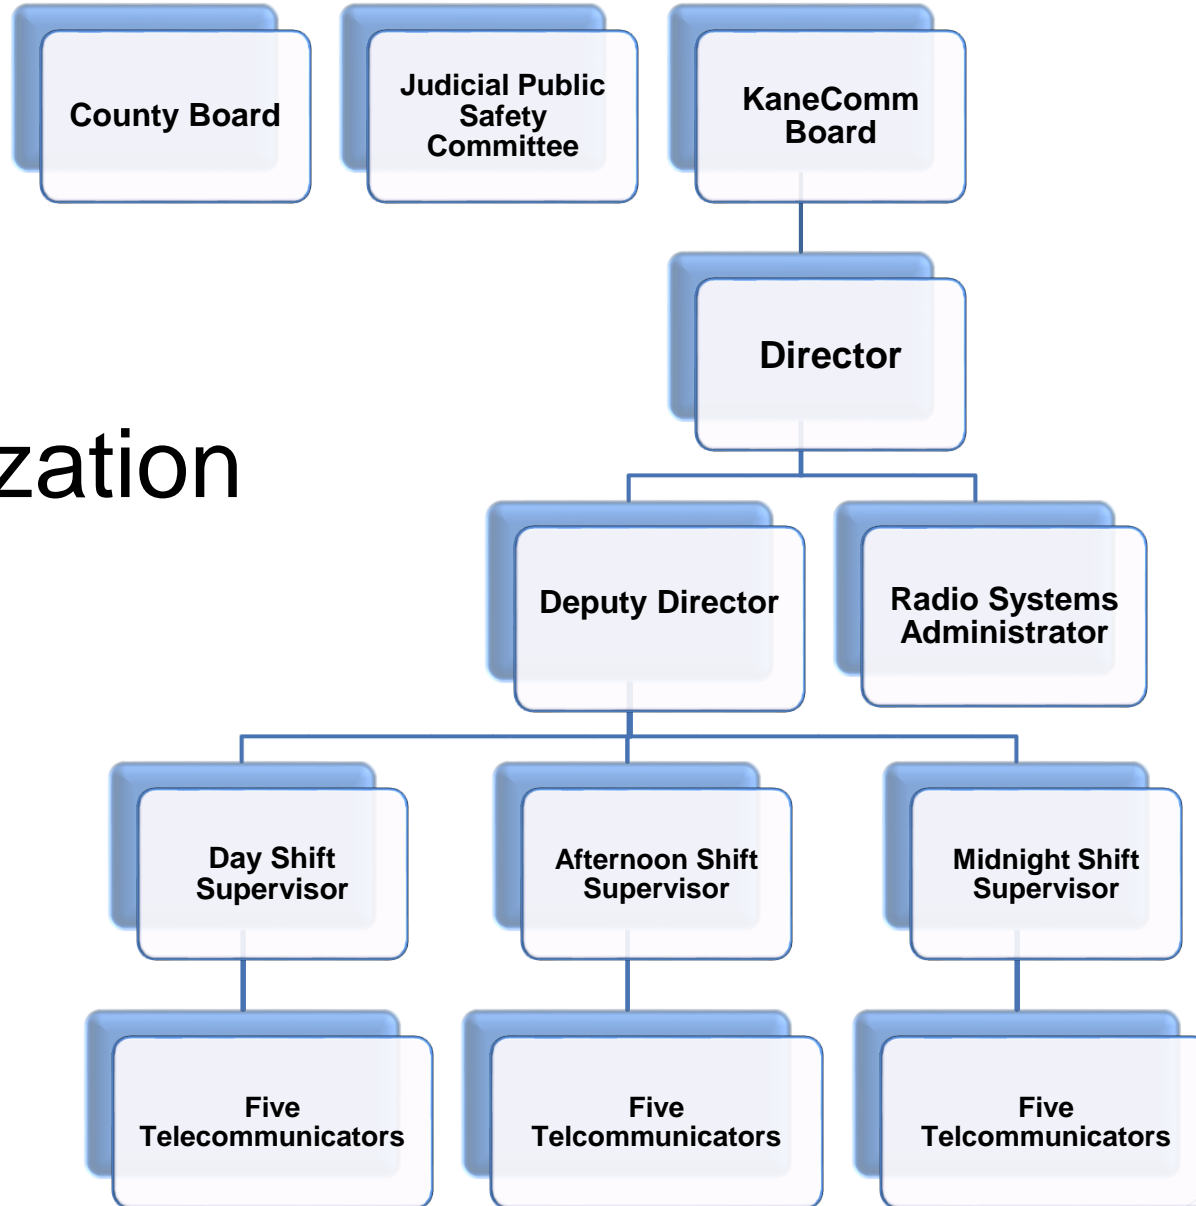 County Board
Judicial Public
Safety
Committee
KaneComm
Board
Director
zation
Deputy Director
Radio Systems
Administrator
Day Shift
Supervisor
Afternoon Shift
Supervisor
Midnight Shift
Supervisor
Five
Telecommunicators
Five
Telcommunicators
Five
Telcommunicators